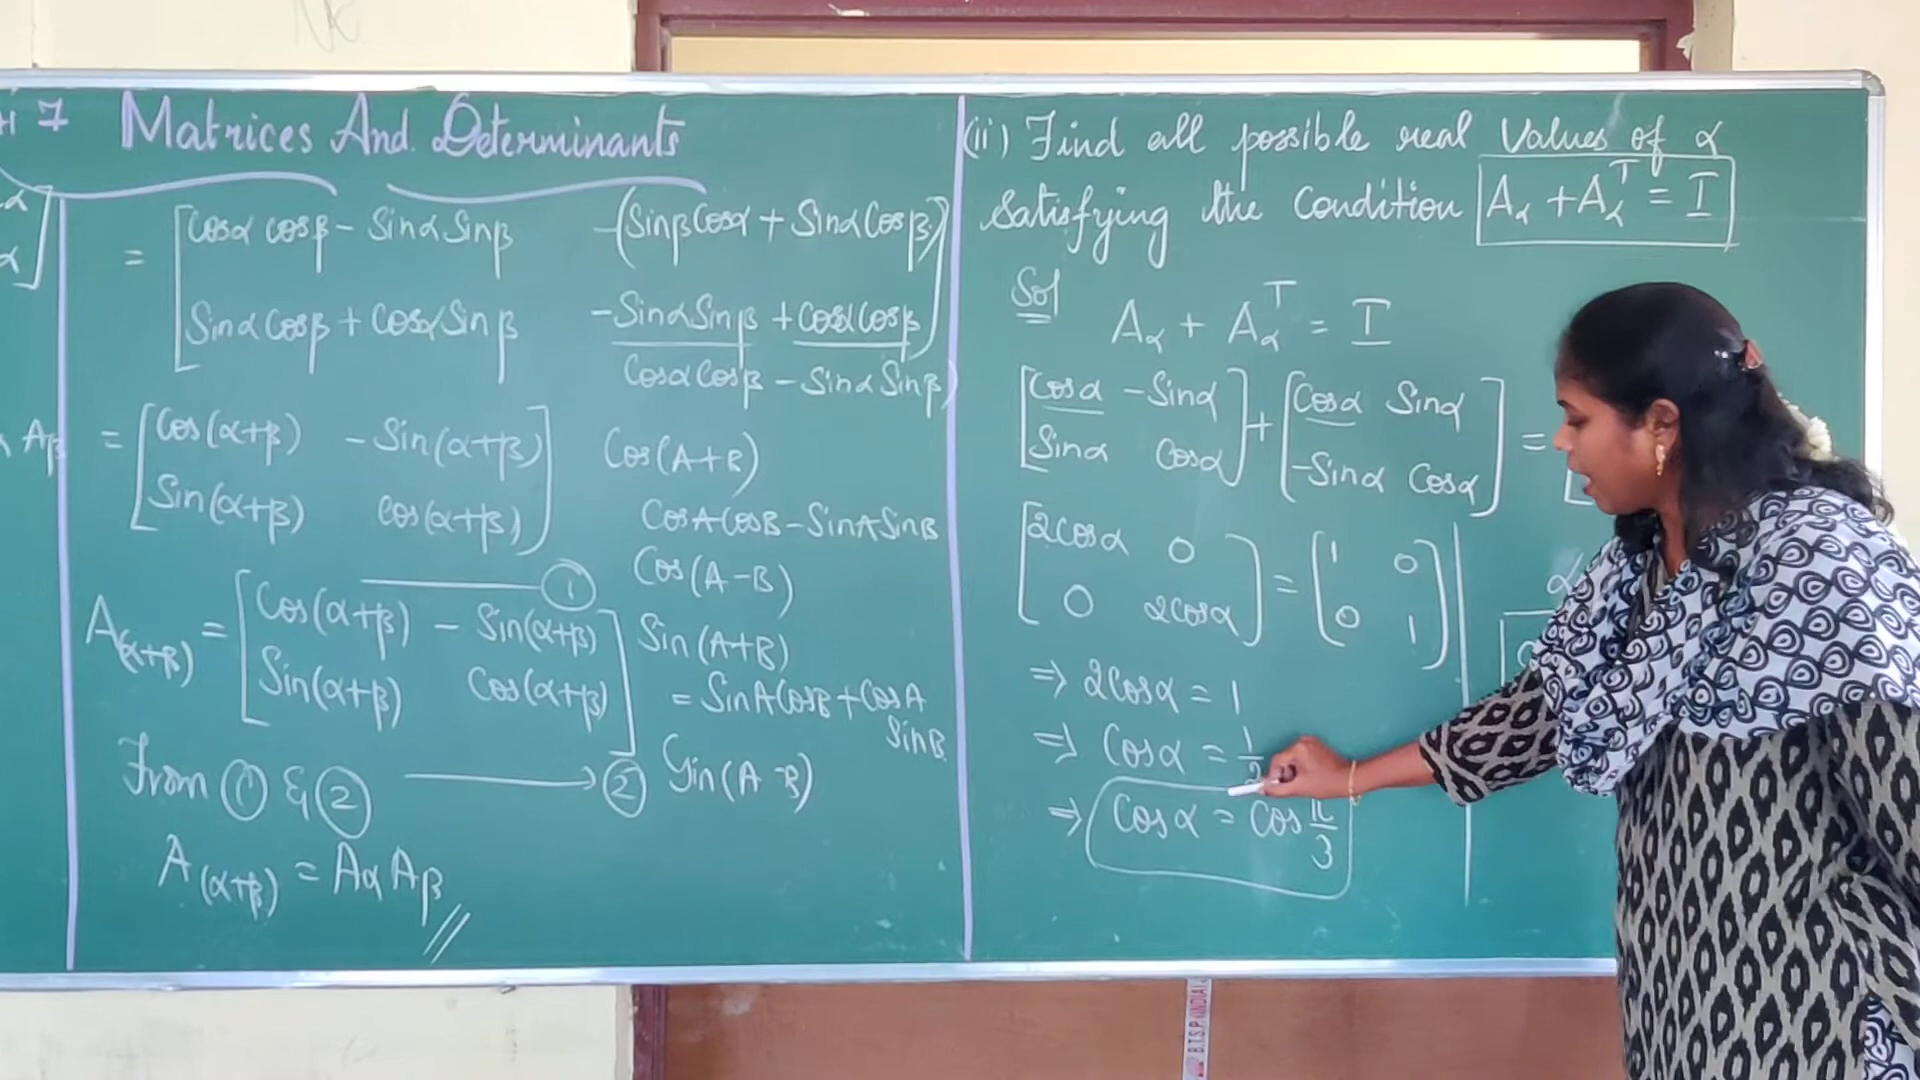 7 Matrices And Determinants
α]
α]
= [Cosα cosβ - Sinα Sinβ -(Sinβ Cosα + Sinα Cosβ)
Sinα Cosβ + Cosα Sinβ -Sinα Sinβ + Cosα Cosβ]
Cosα Cosβ - Sinα Sinβ)
Aβ = [Cos(α+β) -Sin(α+β)
Sin(α+β) Cos(α+β)]
①
A(α+β) = [Cos(α+β) - Sin(α+β)
Sin(α+β) Cos(α+β)]
From ① & ② → ②
A(α+β) = Aα Aβ //
Cos(A+B)
CosA CosB - SinA SinB
Cos(A-B)
Sin(A+B)
= SinA CosB + CosA
SinB
Sin(A-B)
(ii) Find all possible real Values of α
Satisfying the Condition Aα + Aα^T = I
Sol
Aα + Aα^T = I
[Cosα -Sinα + [Cosα Sinα =
Sinα Cosα] -Sinα Cosα]
[2Cosα 0 = [1 0
0 2Cosα] 0 1]
⇒ 2Cosα = 1
⇒ Cosα = 1/2
⇒ Cosα = Cos π/3
α
B.T.S.P (INDIA)